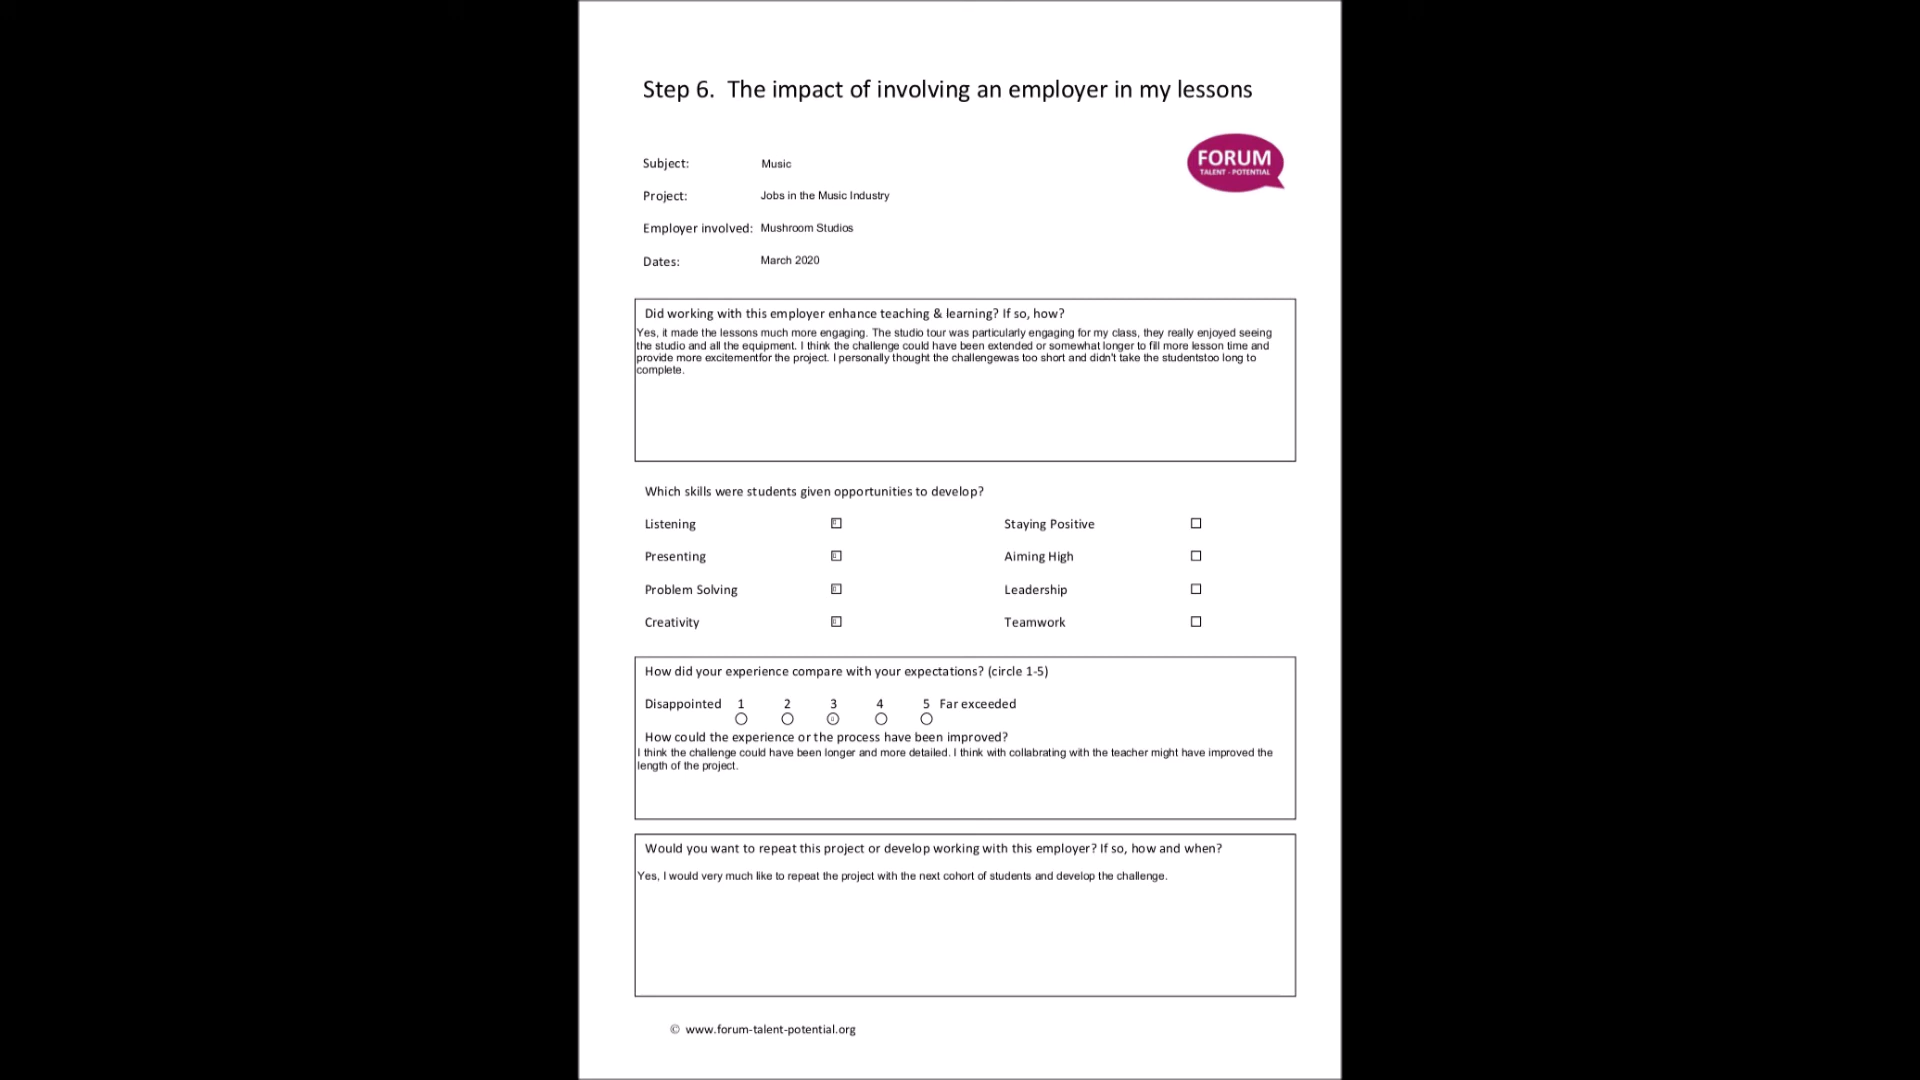 Step 6.  The impact of involving an employer in my lessons
FORUM
TALENT - POTENTIAL
Subject: Music
Project: Jobs in the Music Industry
Employer involved: Mushroom Studios
Dates: March 2020
Did working with this employer enhance teaching & learning? If so, how?
Yes, it made the lessons much more engaging. The studio tour was particularly engaging for my class, they really enjoyed seeing
the studio and all the equipment. I think the challenge could have been extended or somewhat longer to fill more lesson time and
provide more excitementfor the project. I personally thought the challengewas too short and didn't take the studentstoo long to
complete.
Which skills were students given opportunities to develop?
Listening Staying Positive
Presenting Aiming High
Problem Solving Leadership
Creativity Teamwork
How did your experience compare with your expectations? (circle 1-5)
Disappointed 1 2 3 4 5 Far exceeded
How could the experience or the process have been improved?
I think the challenge could have been longer and more detailed. I think with collabrating with the teacher might have improved the
length of the project.
Would you want to repeat this project or develop working with this employer? If so, how and when?
Yes, I would very much like to repeat the project with the next cohort of students and develop the challenge.
© www.forum-talent-potential.org